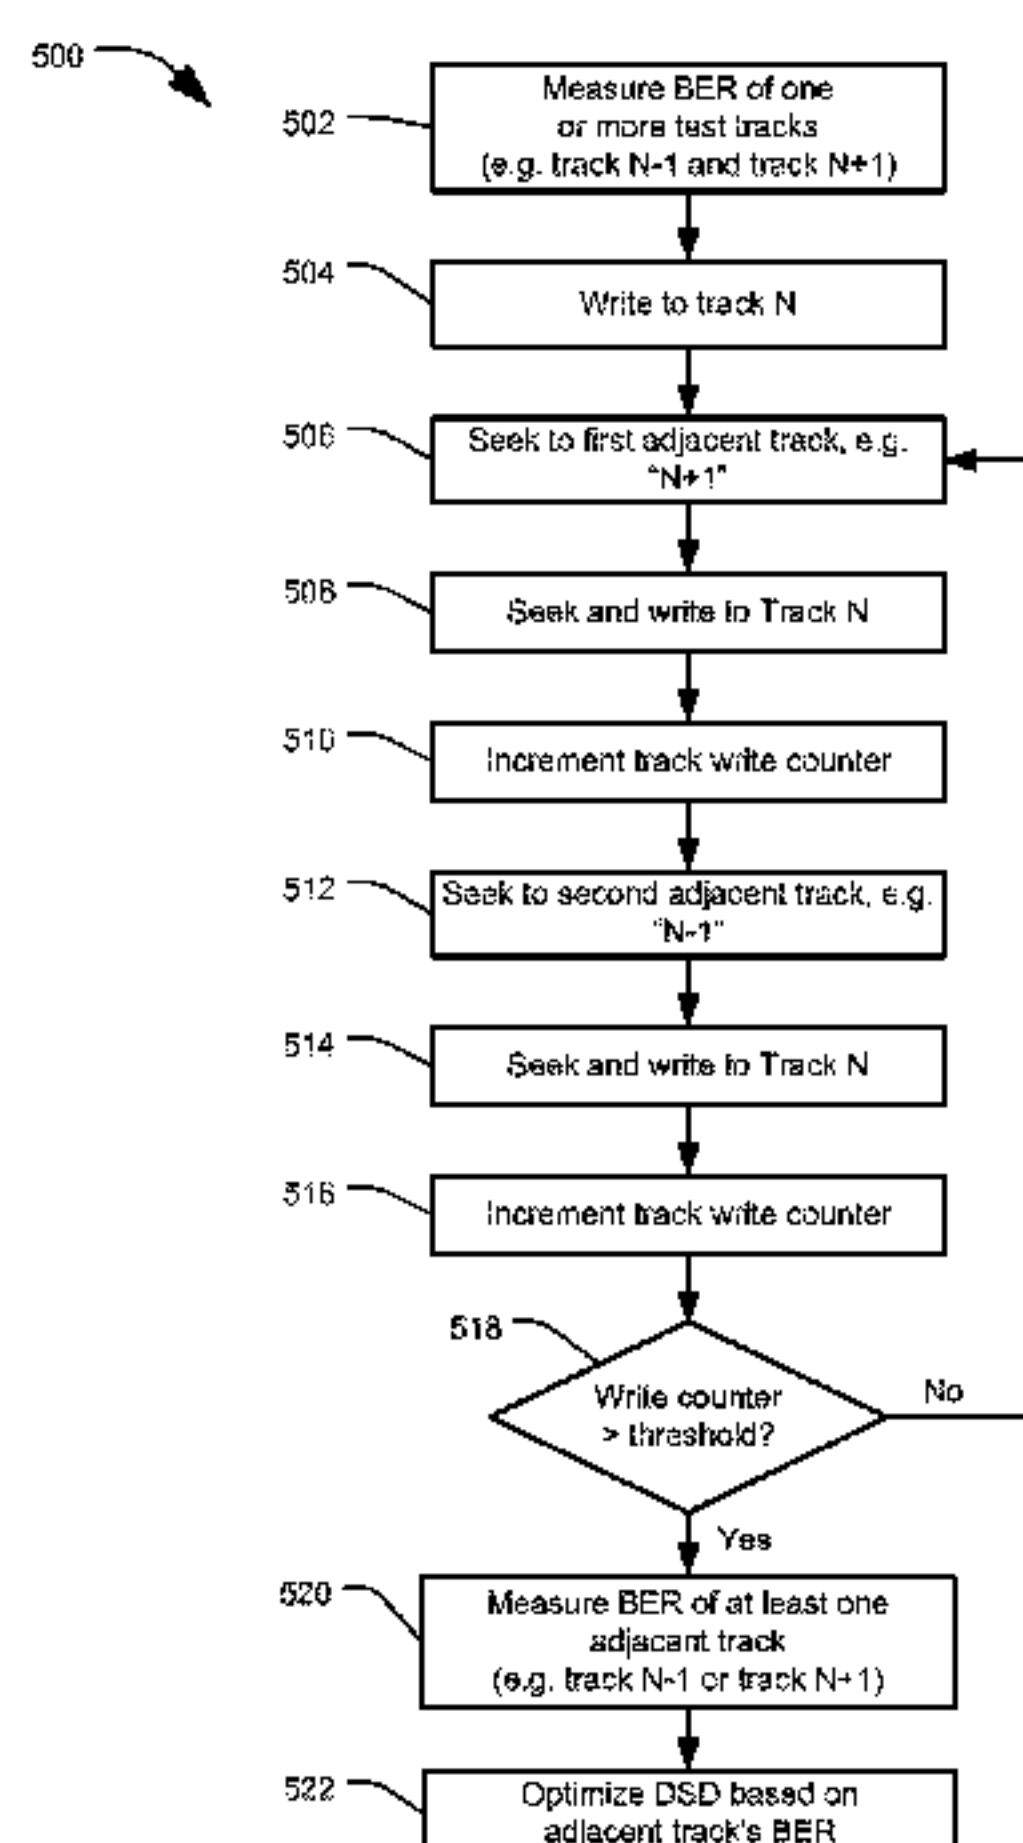 500
502
Measure BER of one
or more test tracks
(e.g. track N-1 and track N+1)
504
Write to track N
506
Seek to first adjacent track, e.g.
"N+1"
508
Seek and write to Track N
510
Increment track write counter
512
Seek to second adjacent track, e.g.
"N-1"
514
Seek and write to Track N
516
Increment track write counter
518
Write counter
> threshold?
No
Yes
520
Measure BER of at least one
adjacant track
(e.g. track N-1 or track N+1)
522
Optimize DSD based on
adjacent track's BER